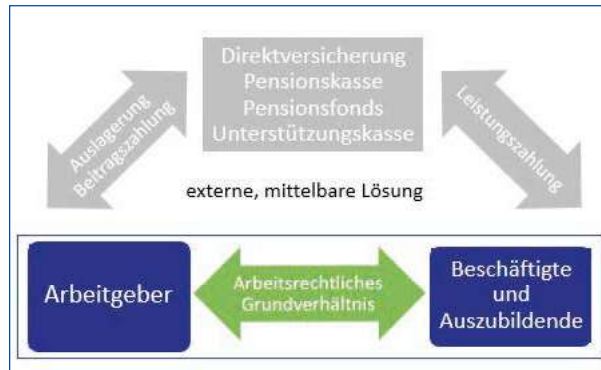 Direktversicherung
Pensionskasse
Pensionsfonds
Unterstützungskasse
Auslagerung
Beitragszahlung
Leistungszahlung
externe, mittelbare Lösung
Arbeitgeber
Arbeitsrechtliches
Grundverhältnis
Beschäftigte
und
Auszubildende